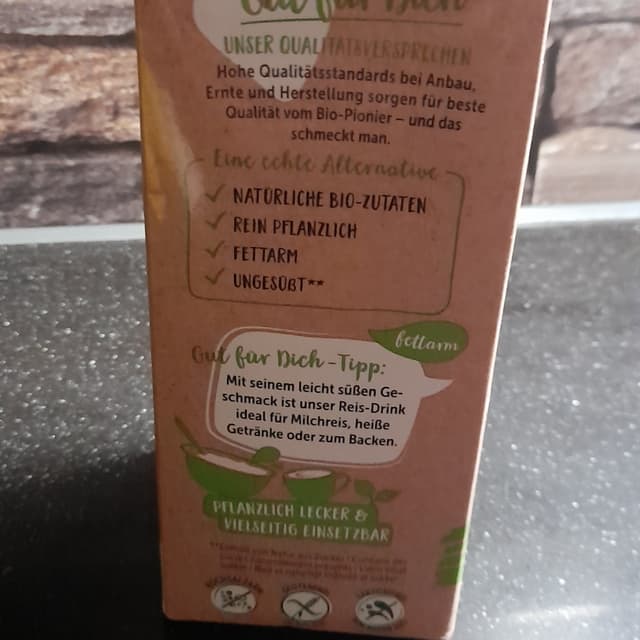 Gut für Dich
UNSER QUALITÄTSVERSPRECHEN
Hohe Qualitätsstandards bei Anbau,
Ernte und Herstellung sorgen für beste
Qualität vom Bio-Pionier – und das
schmeckt man.
Eine echte Alternative
NATÜRLICHE BIO-ZUTATEN
REIN PFLANZLICH
FETTARM
UNGESÜẞT**
fettarm
Gut für Dich-Tipp:
Mit seinem leicht süßen Ge-
schmack ist unser Reis-Drink
ideal für Milchreis, heiße
Getränke oder zum Backen.
PFLANZLICH LECKER &
VIELSEITIG EINSETZBAR